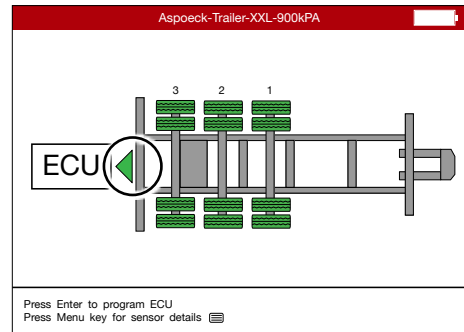 Aspoeck-Trailer-XXL-900kPA
3 2 1
ECU
Press Enter to program ECU
Press Menu key for sensor details